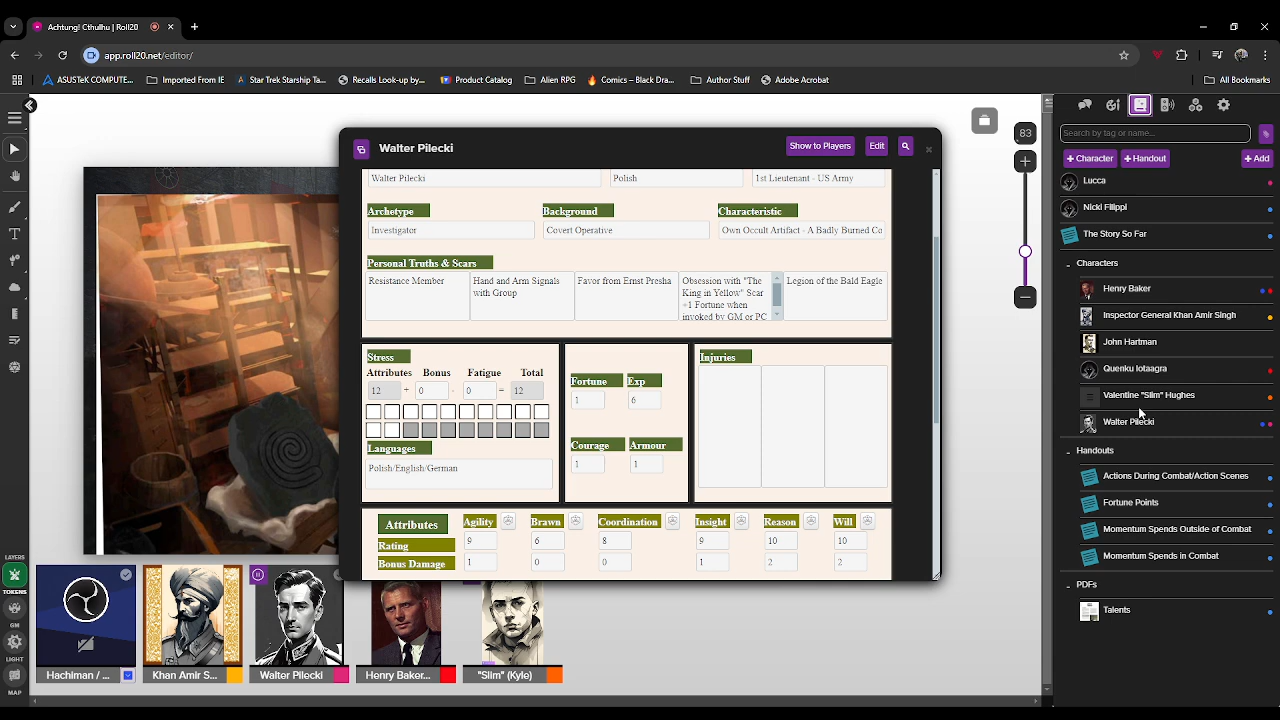 Achtung! Cthulhu | Roll20
app.roll20.net/editor/
ASUSTeK COMPUTE...
Imported From IE
Star Trek Starship Ta...
Recalls Look-up by...
Product Catalog
Alien RPG
Comics – Black Dra...
Author Stuff
Adobe Acrobat
All Bookmarks
Walter Pilecki
Show to Players
Edit
Walter Pilecki
Polish
1st Lieutenant - US Army
Archetype
Background
Characteristic
Investigator
Covert Operative
Own Occult Artifact - A Badly Burned Co
Personal Truths & Scars
Resistance Member
Hand and Arm Signals
with Group
Favor from Ernst Presha
Obsession with "The
King in Yellow" Scar
+1 Fortune when
invoked by GM or PC
Legion of the Bald Eagle
Stress
Attributes Bonus Fatigue Total
12 + 0 - 0 = 12
Languages
Polish/English/German
Fortune Exp
1 6
Courage Armour
1 1
Injuries
Attributes Agility Brawn Coordination Insight Reason Will
Rating 9 6 8 9 10 10
Bonus Damage 1 0 0 1 2 2
83
Search by tag or name...
+ Character
+ Handout
+ Add
Lucca
Nicki Filippi
The Story So Far
Characters
Henry Baker
Inspector General Khan Amir Singh
John Hartman
Quenku Iotaagra
Valentine "Slim" Hughes
Walter Pilecki
Handouts
Actions During Combat/Action Scenes
Fortune Points
Momentum Spends Outside of Combat
Momentum Spends in Combat
PDFs
Talents
LAYERS
TOKENS
GM
LIGHT
MAP
Hachiman / ...
Khan Amir S...
Walter Pilecki
Henry Baker...
"Slim" (Kyle)